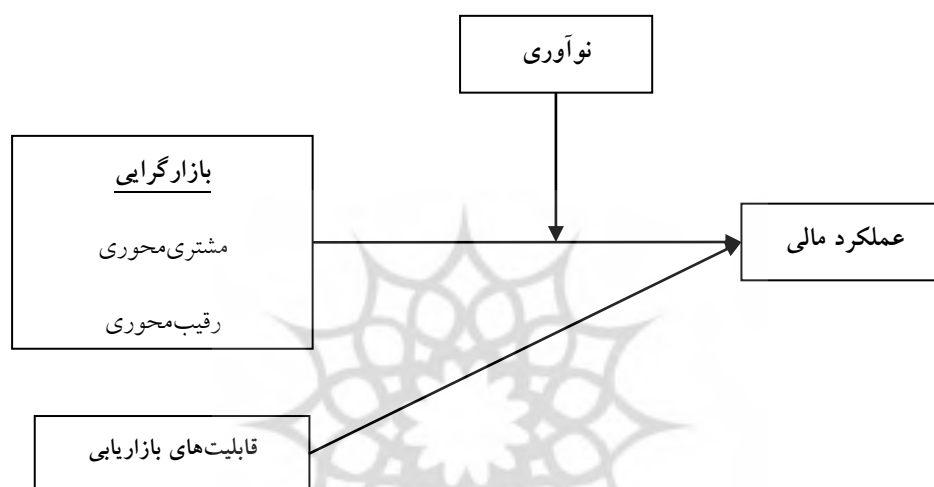 نوآوری
بازارگرایی
مشتری‌محوری
رقیب‌محوری
عملکرد مالی
قابلیت‌های بازاریابی